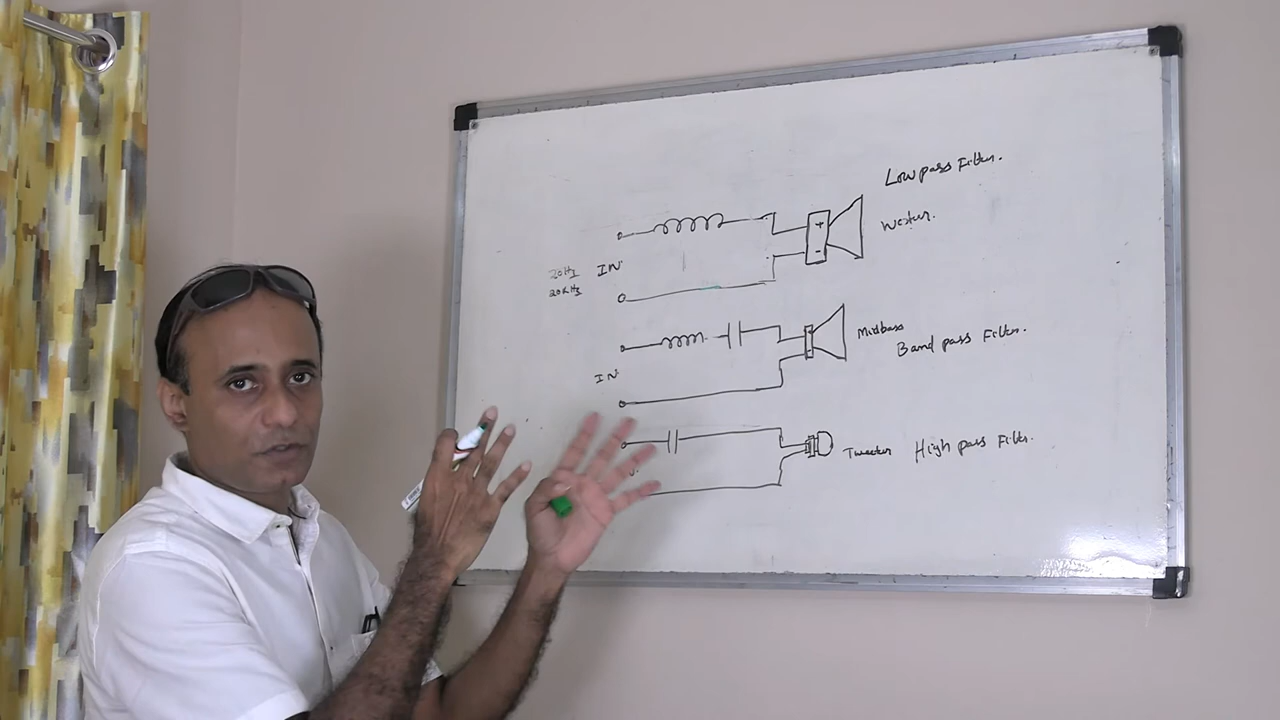 Low pass Filter.
Woofer.
20Hz
20KHz
IN
+
-
Midbass
Band pass Filter.
IN
Tweeter
High pass Filter.